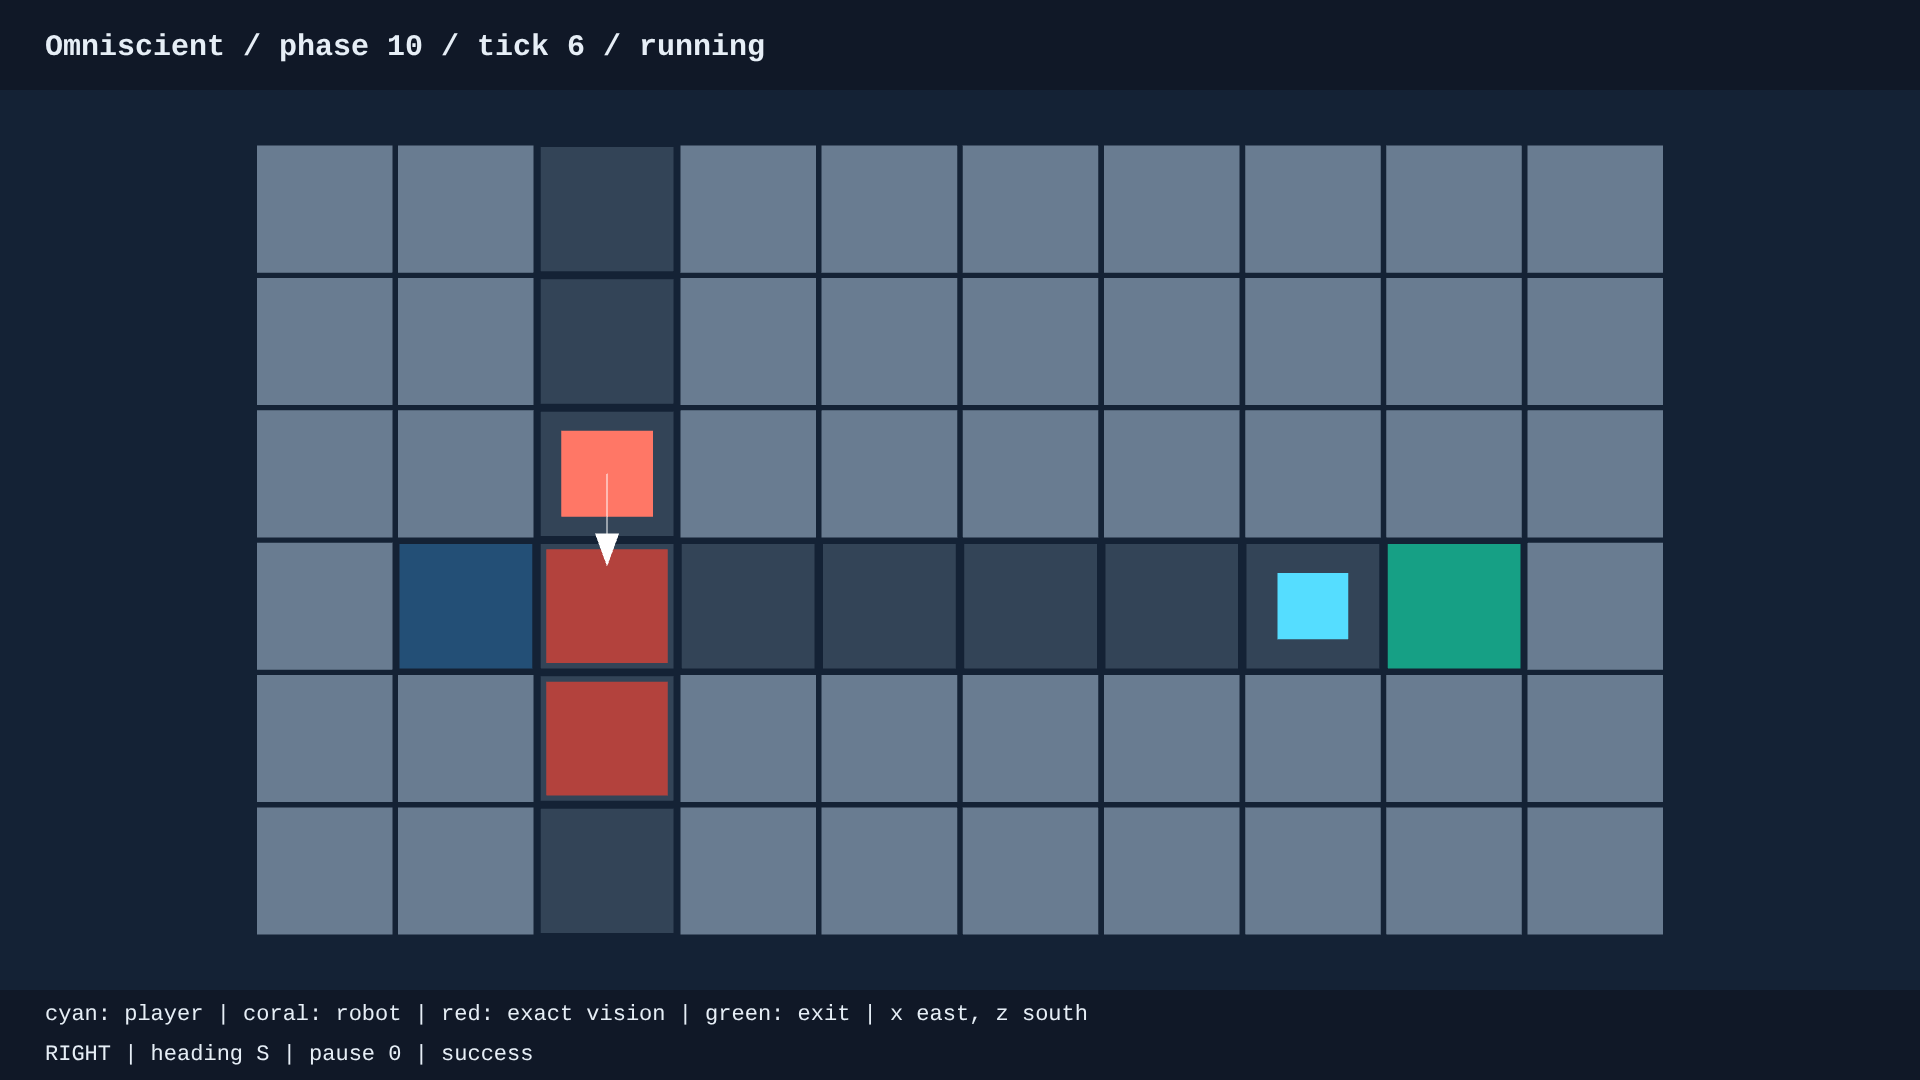 Omniscient / phase 10 / tick 6 / running
cyan: player | coral: robot | red: exact vision | green: exit | x east, z south
RIGHT | heading S | pause 0 | success